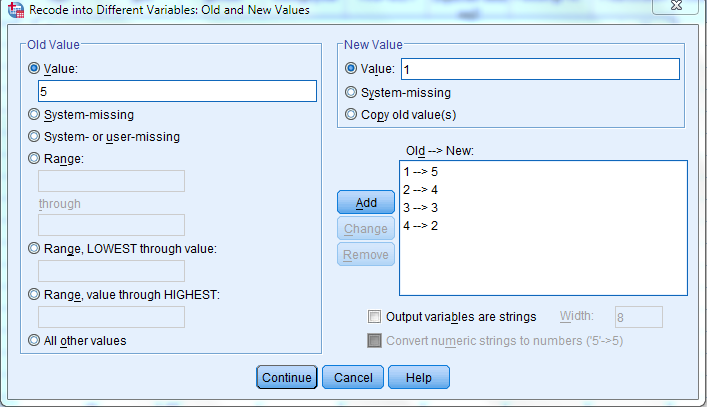 Recode into Different Variables: Old and New Values
Old Value
Value:
5
System-missing
System- or user-missing
Range:
through
Range, LOWEST through value:
Range, value through HIGHEST:
All other values
New Value
Value: 1
System-missing
Copy old value(s)
Old --> New:
1 --> 5
2 --> 4
3 --> 3
4 --> 2
Add
Change
Remove
Output variables are strings Width: 8
Convert numeric strings to numbers ('5'->5)
Continue Cancel Help